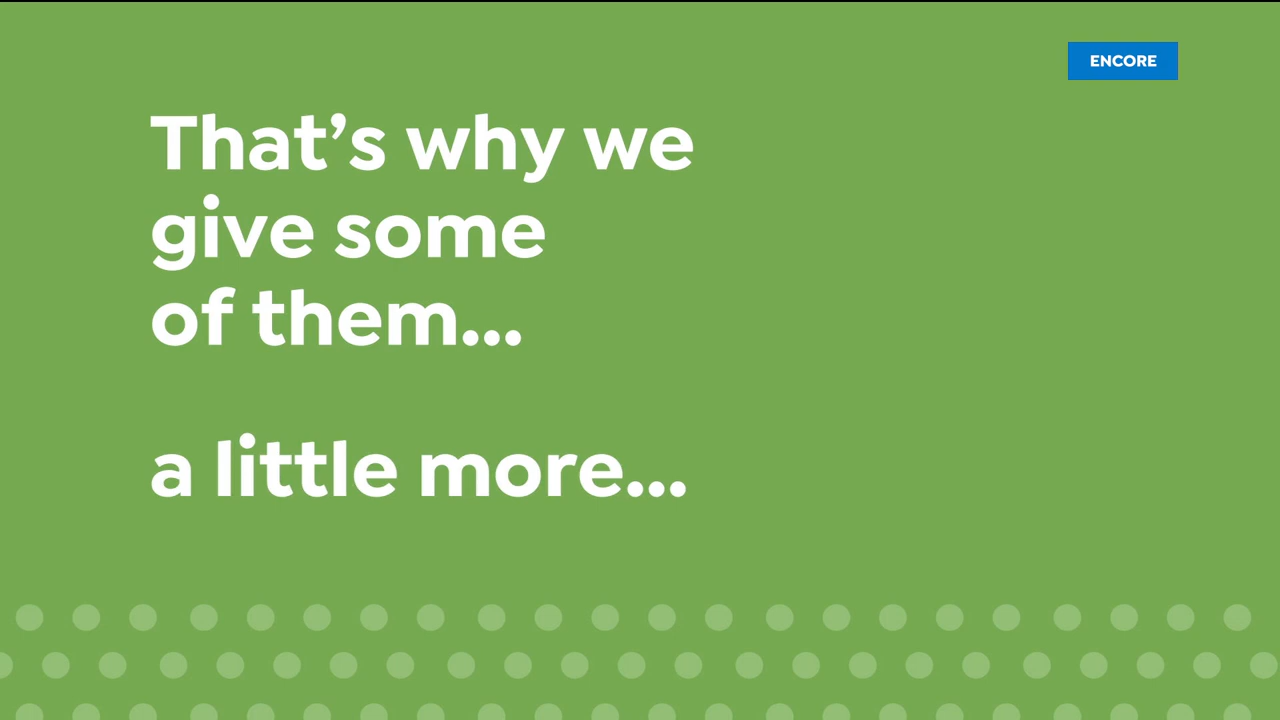 ENCORE
That’s why we
give some
of them...
a little more...